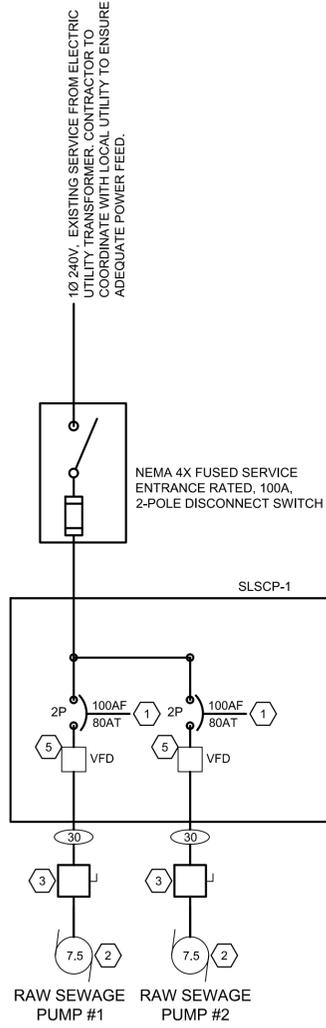 1Ø 240V. EXISTING SERVICE FROM ELECTRIC
UTILITY TRANSFORMER. CONTRACTOR TO
COORDINATE WITH LOCAL UTILITY TO ENSURE
ADEQUATE POWER FEED.
NEMA 4X FUSED SERVICE
ENTRANCE RATED, 100A,
2-POLE DISCONNECT SWITCH
SLSCP-1
2P 100AF 1 2P 100AF 1
80AT 80AT
5 VFD 5 VFD
30 30
3 3
7.5 2 7.5 2
RAW SEWAGE RAW SEWAGE
PUMP #1 PUMP #2